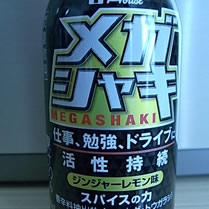 House
メガ
シャキ
MEGASHAKI
仕事、勉強、ドライブに
活性持続
ジンジャーレモン味
スパイスの力